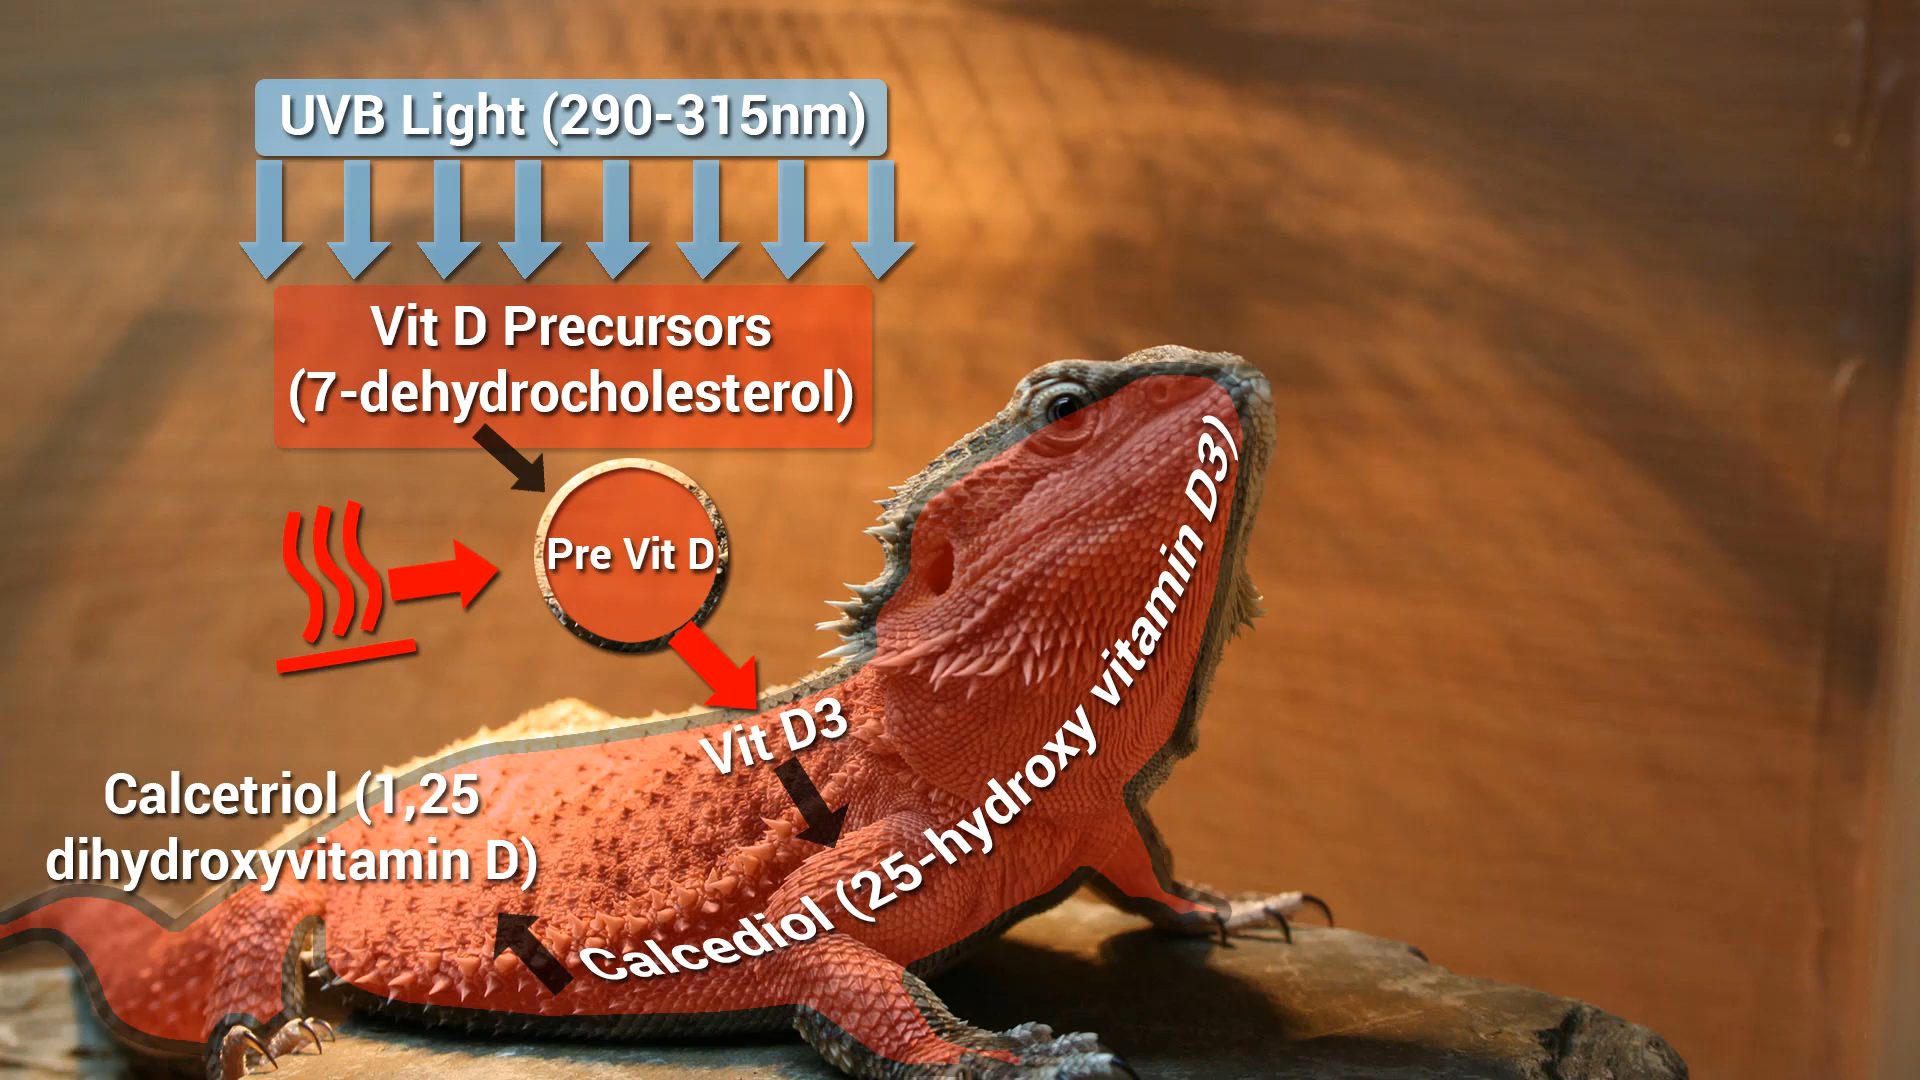 UVB Light (290-315nm)
Vit D Precursors
(7-dehydrocholesterol)
Pre Vit D
Vit D3
Calcediol (25-hydroxy vitamin D3)
Calcetriol (1,25
dihydroxyvitamin D)